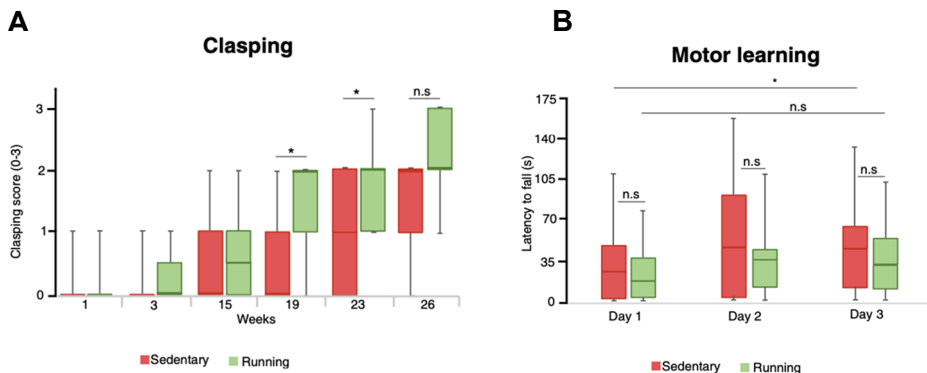 A
Clasping
Clasping score (0-3)
3
2
1
0
*
*
n.s
1
3
15
19
23
26
Weeks
Sedentary
Running
B
Motor learning
Latency to fall (s)
175
140
105
70
35
0
*
n.s
n.s
n.s
n.s
Day 1
Day 2
Day 3
Sedentary
Running